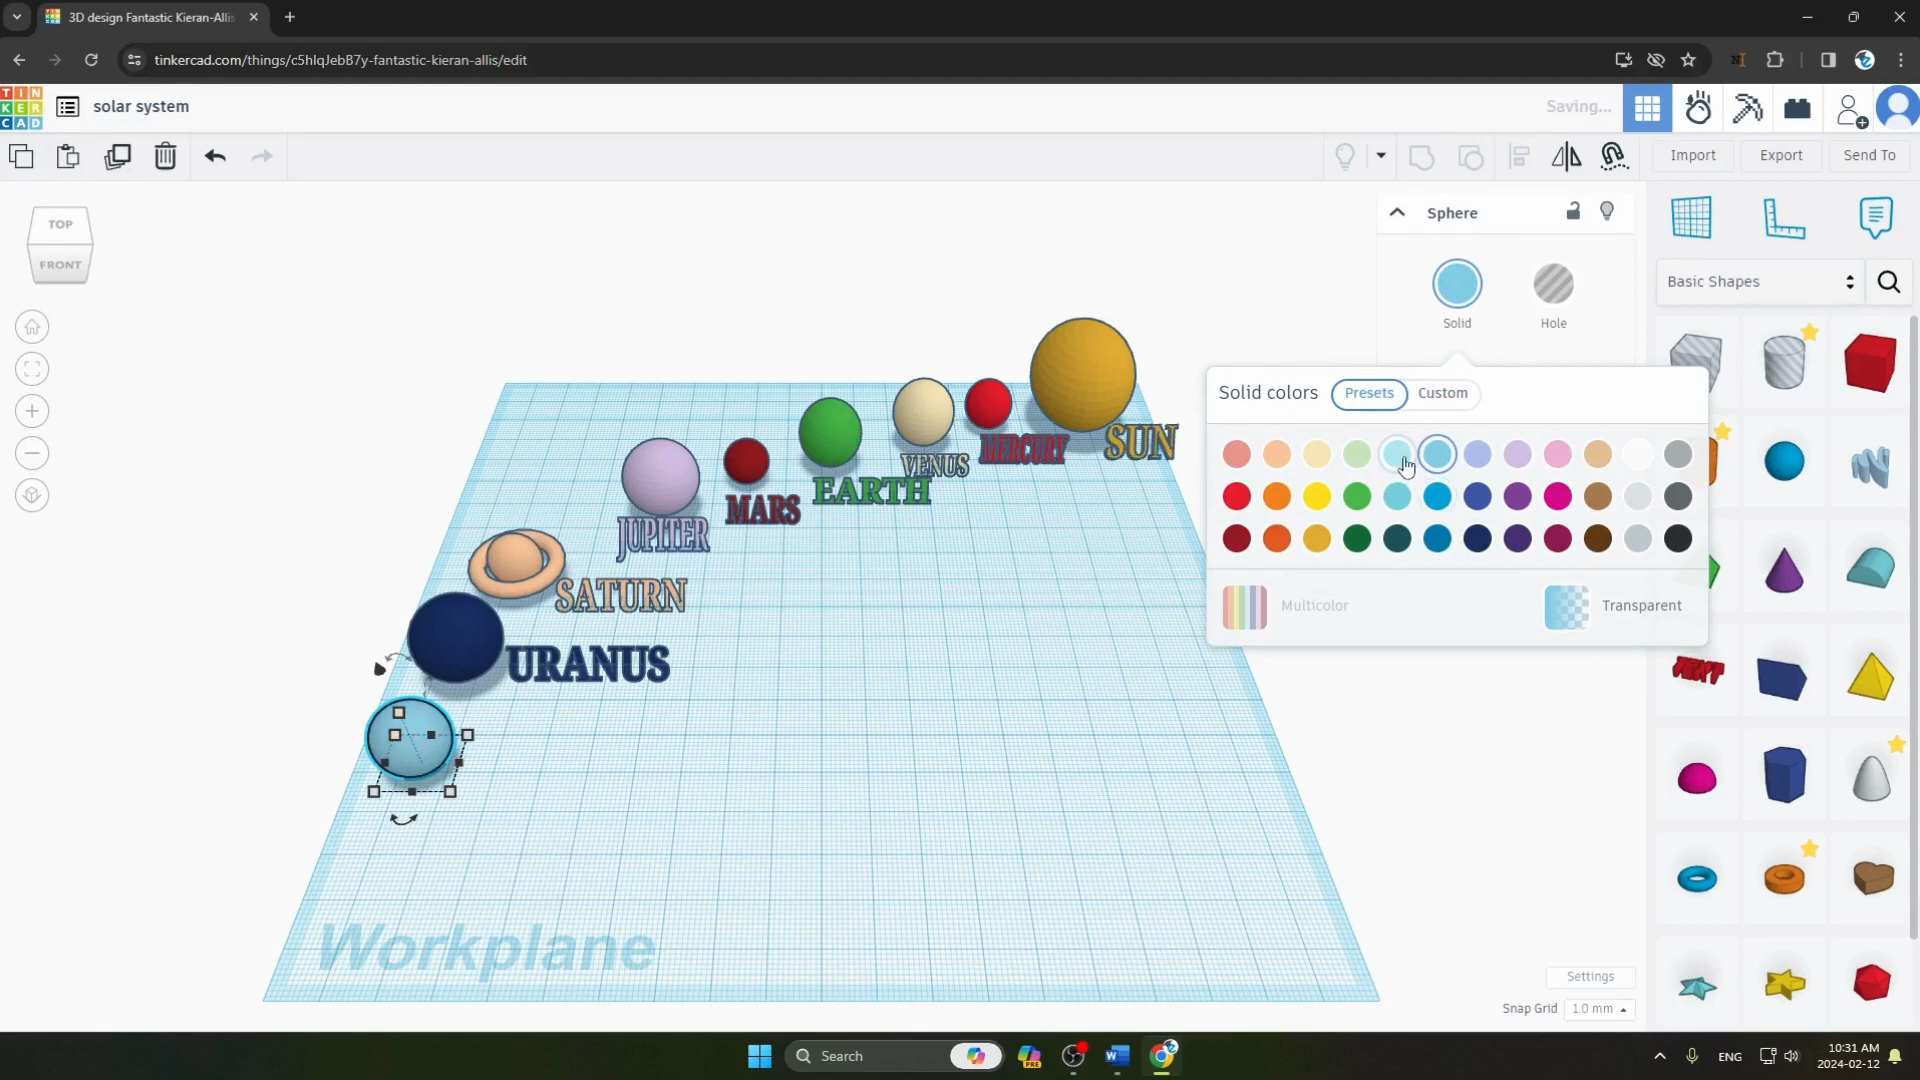 3D design Fantastic Kieran-Allis
tinkercad.com/things/c5hlqJebB7y-fantastic-kieran-allis/edit
TIN
KER
CAD
solar system
Saving...
Import
Export
Send To
TOP
FRONT
Sphere
Solid
Hole
Basic Shapes
Solid colors
Presets
Custom
Multicolor
Transparent
SUN
MERCURY
VENUS
EARTH
MARS
JUPITER
SATURN
URANUS
TEXT
Workplane
Settings
Snap Grid
1.0 mm
Search
PRE
ENG
10:31 AM
2024-02-12